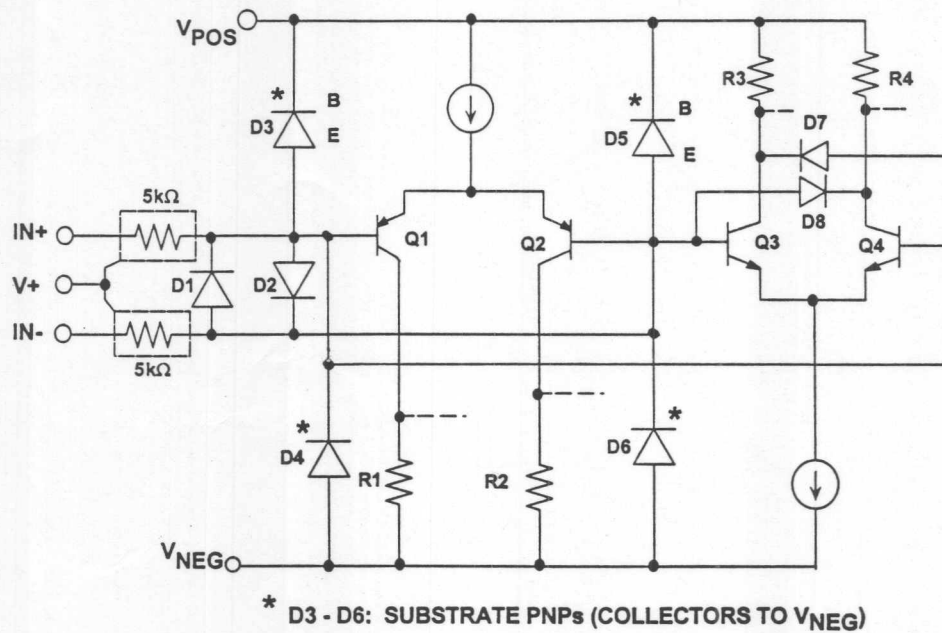 VPOS
R3
R4
* D3
B
E
* D5
B
E
D7
D8
5kΩ
IN+
V+
IN-
5kΩ
D1
D2
Q1
Q2
Q3
Q4
* D4
R1
R2
D6 *
VNEG
* D3 - D6: SUBSTRATE PNPs (COLLECTORS TO VNEG)